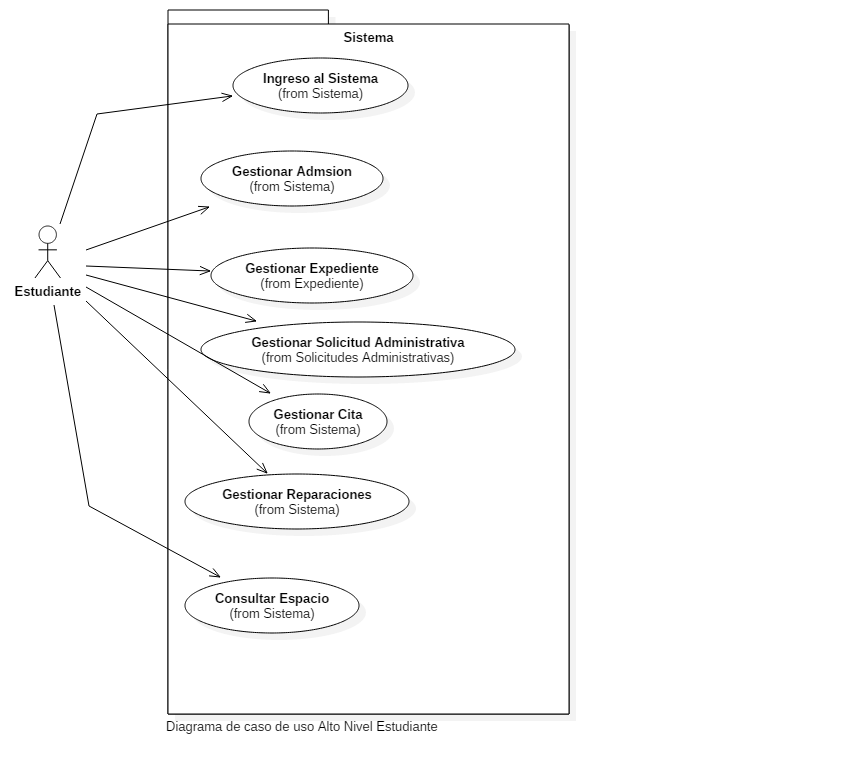 Sistema
Ingreso al Sistema
(from Sistema)
Gestionar Admsion
(from Sistema)
Gestionar Expediente
(from Expediente)
Estudiante
Gestionar Solicitud Administrativa
(from Solicitudes Administrativas)
Gestionar Cita
(from Sistema)
Gestionar Reparaciones
(from Sistema)
Consultar Espacio
(from Sistema)
Diagrama de caso de uso Alto Nivel Estudiante